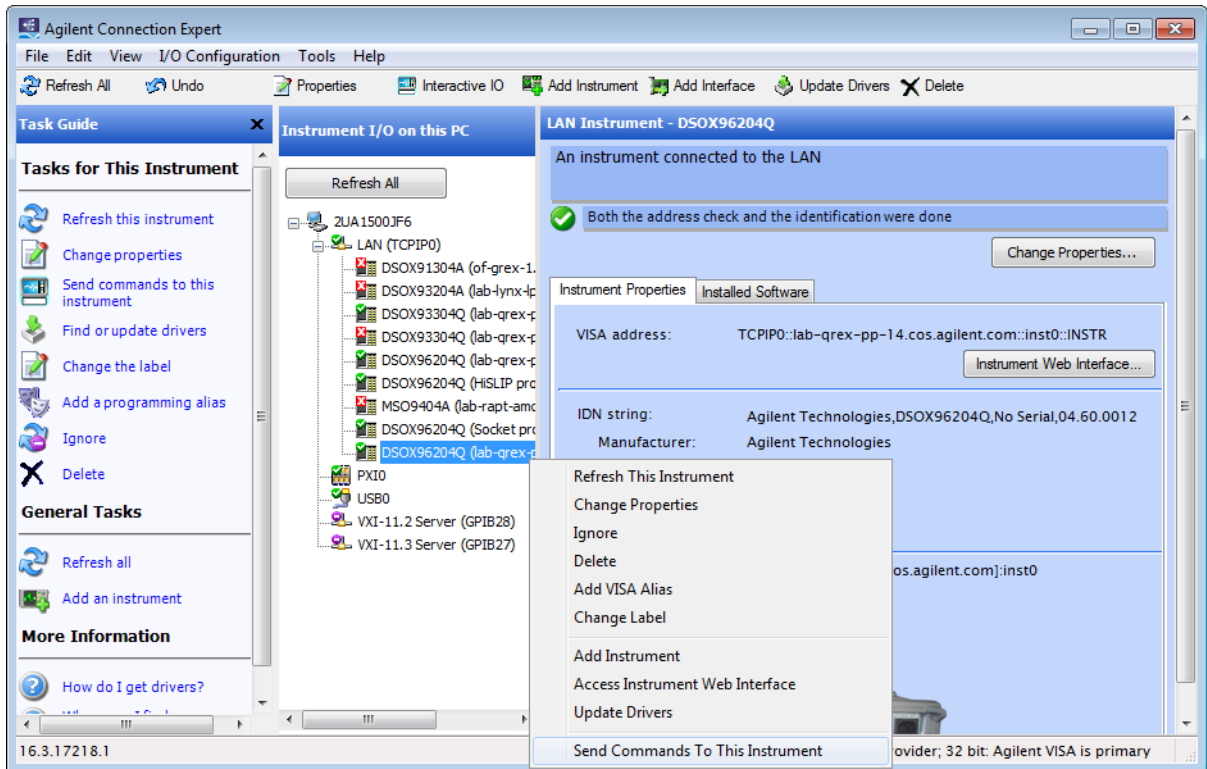 Agilent Connection Expert
File Edit View I/O Configuration Tools Help
Refresh All Undo Properties Interactive IO Add Instrument Add Interface Update Drivers Delete
Task Guide
Tasks for This Instrument
Refresh this instrument
Change properties
Send commands to this
instrument
Find or update drivers
Change the label
Add a programming alias
Ignore
Delete
General Tasks
Refresh all
Add an instrument
More Information
How do I get drivers?
Instrument I/O on this PC
Refresh All
2UA1500JF6
LAN (TCPIP0)
DSOX91304A (of-grex-1.
DSOX93204A (lab-lynx-lp
DSOX93304Q (lab-qrex-p
DSOX93304Q (lab-qrex-p
DSOX96204Q (lab-qrex-p
DSOX96204Q (HiSLIP pro
MSO9404A (lab-rapt-amo
DSOX96204Q (Socket pro
DSOX96204Q (lab-qrex-p
PXI0
USB0
VXI-11.2 Server (GPIB28)
VXI-11.3 Server (GPIB27)
LAN Instrument - DSOX96204Q
An instrument connected to the LAN
Both the address check and the identification were done
Change Properties...
Instrument Properties Installed Software
VISA address: TCPIP0::lab-qrex-pp-14.cos.agilent.com::inst0::INSTR
Instrument Web Interface...
IDN string: Agilent Technologies,DSOX96204Q,No Serial,04.60.0012
Manufacturer: Agilent Technologies
os.agilent.com]:inst0
Refresh This Instrument
Change Properties
Ignore
Delete
Add VISA Alias
Change Label
Add Instrument
Access Instrument Web Interface
Update Drivers
Send Commands To This Instrument
16.3.17218.1
ovider; 32 bit: Agilent VISA is primary